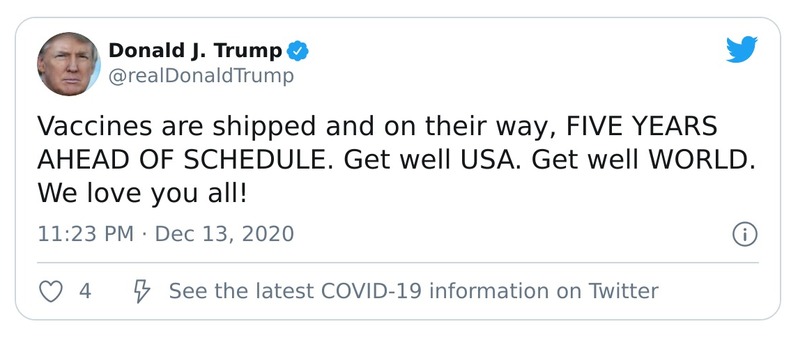 Donald J. Trump
@realDonaldTrump
Vaccines are shipped and on their way, FIVE YEARS
AHEAD OF SCHEDULE. Get well USA. Get well WORLD.
We love you all!
11:23 PM · Dec 13, 2020
4
See the latest COVID-19 information on Twitter